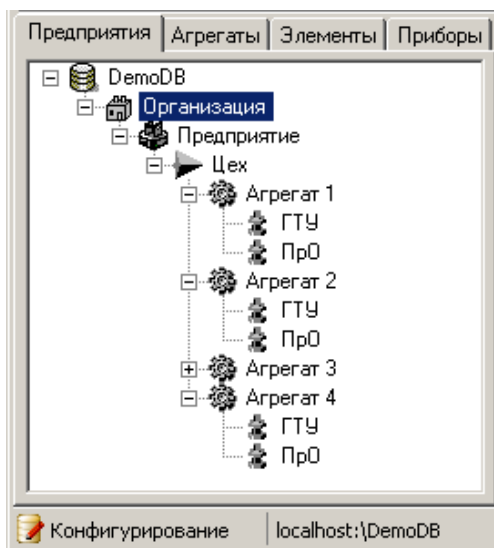 Предприятия Агрегаты Элементы Приборы
DemoDB
Организация
Предприятие
Цех
Агрегат 1
ГТУ
ПрО
Агрегат 2
ГТУ
ПрО
Агрегат 3
Агрегат 4
ГТУ
ПрО
Конфигурирование localhost:\DemoDB